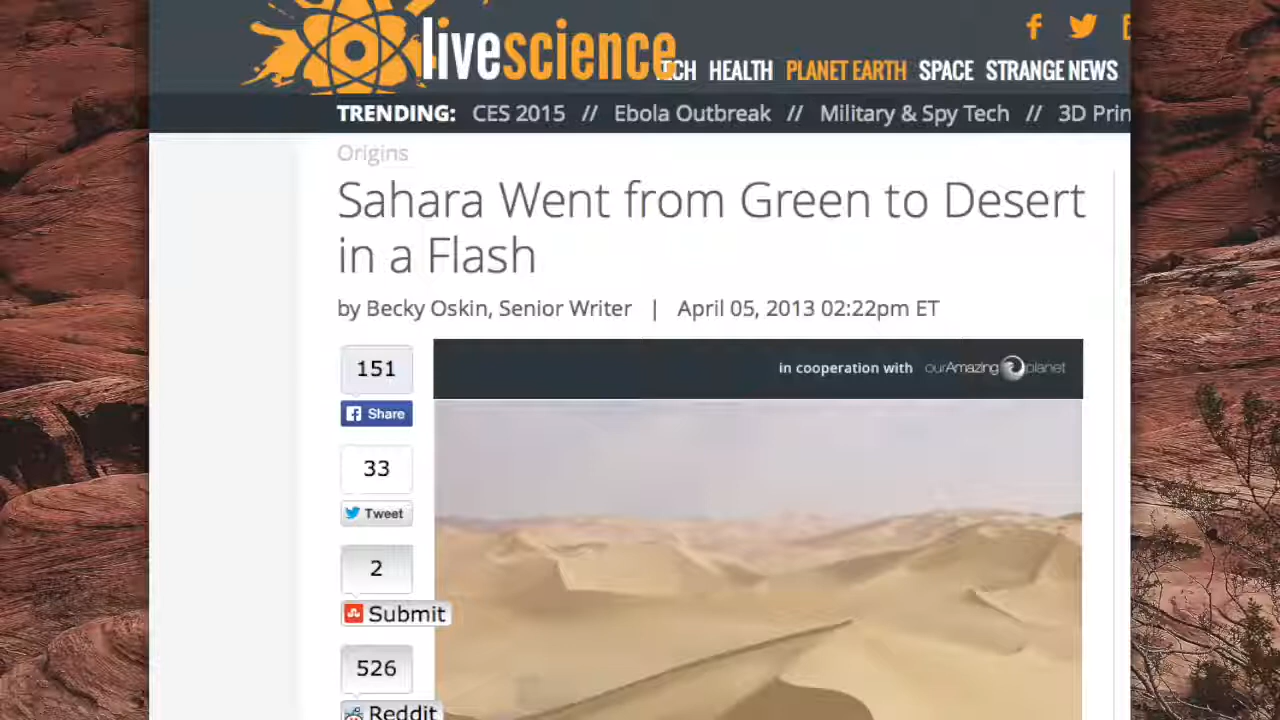 livescience
TECH HEALTH PLANET EARTH SPACE STRANGE NEWS
TRENDING: CES 2015 // Ebola Outbreak // Military & Spy Tech // 3D Prin
Origins
Sahara Went from Green to Desert
in a Flash
by Becky Oskin, Senior Writer | April 05, 2013 02:22pm ET
in cooperation with ourAmazing planet
151
Share
33
Tweet
2
Submit
526
Reddit